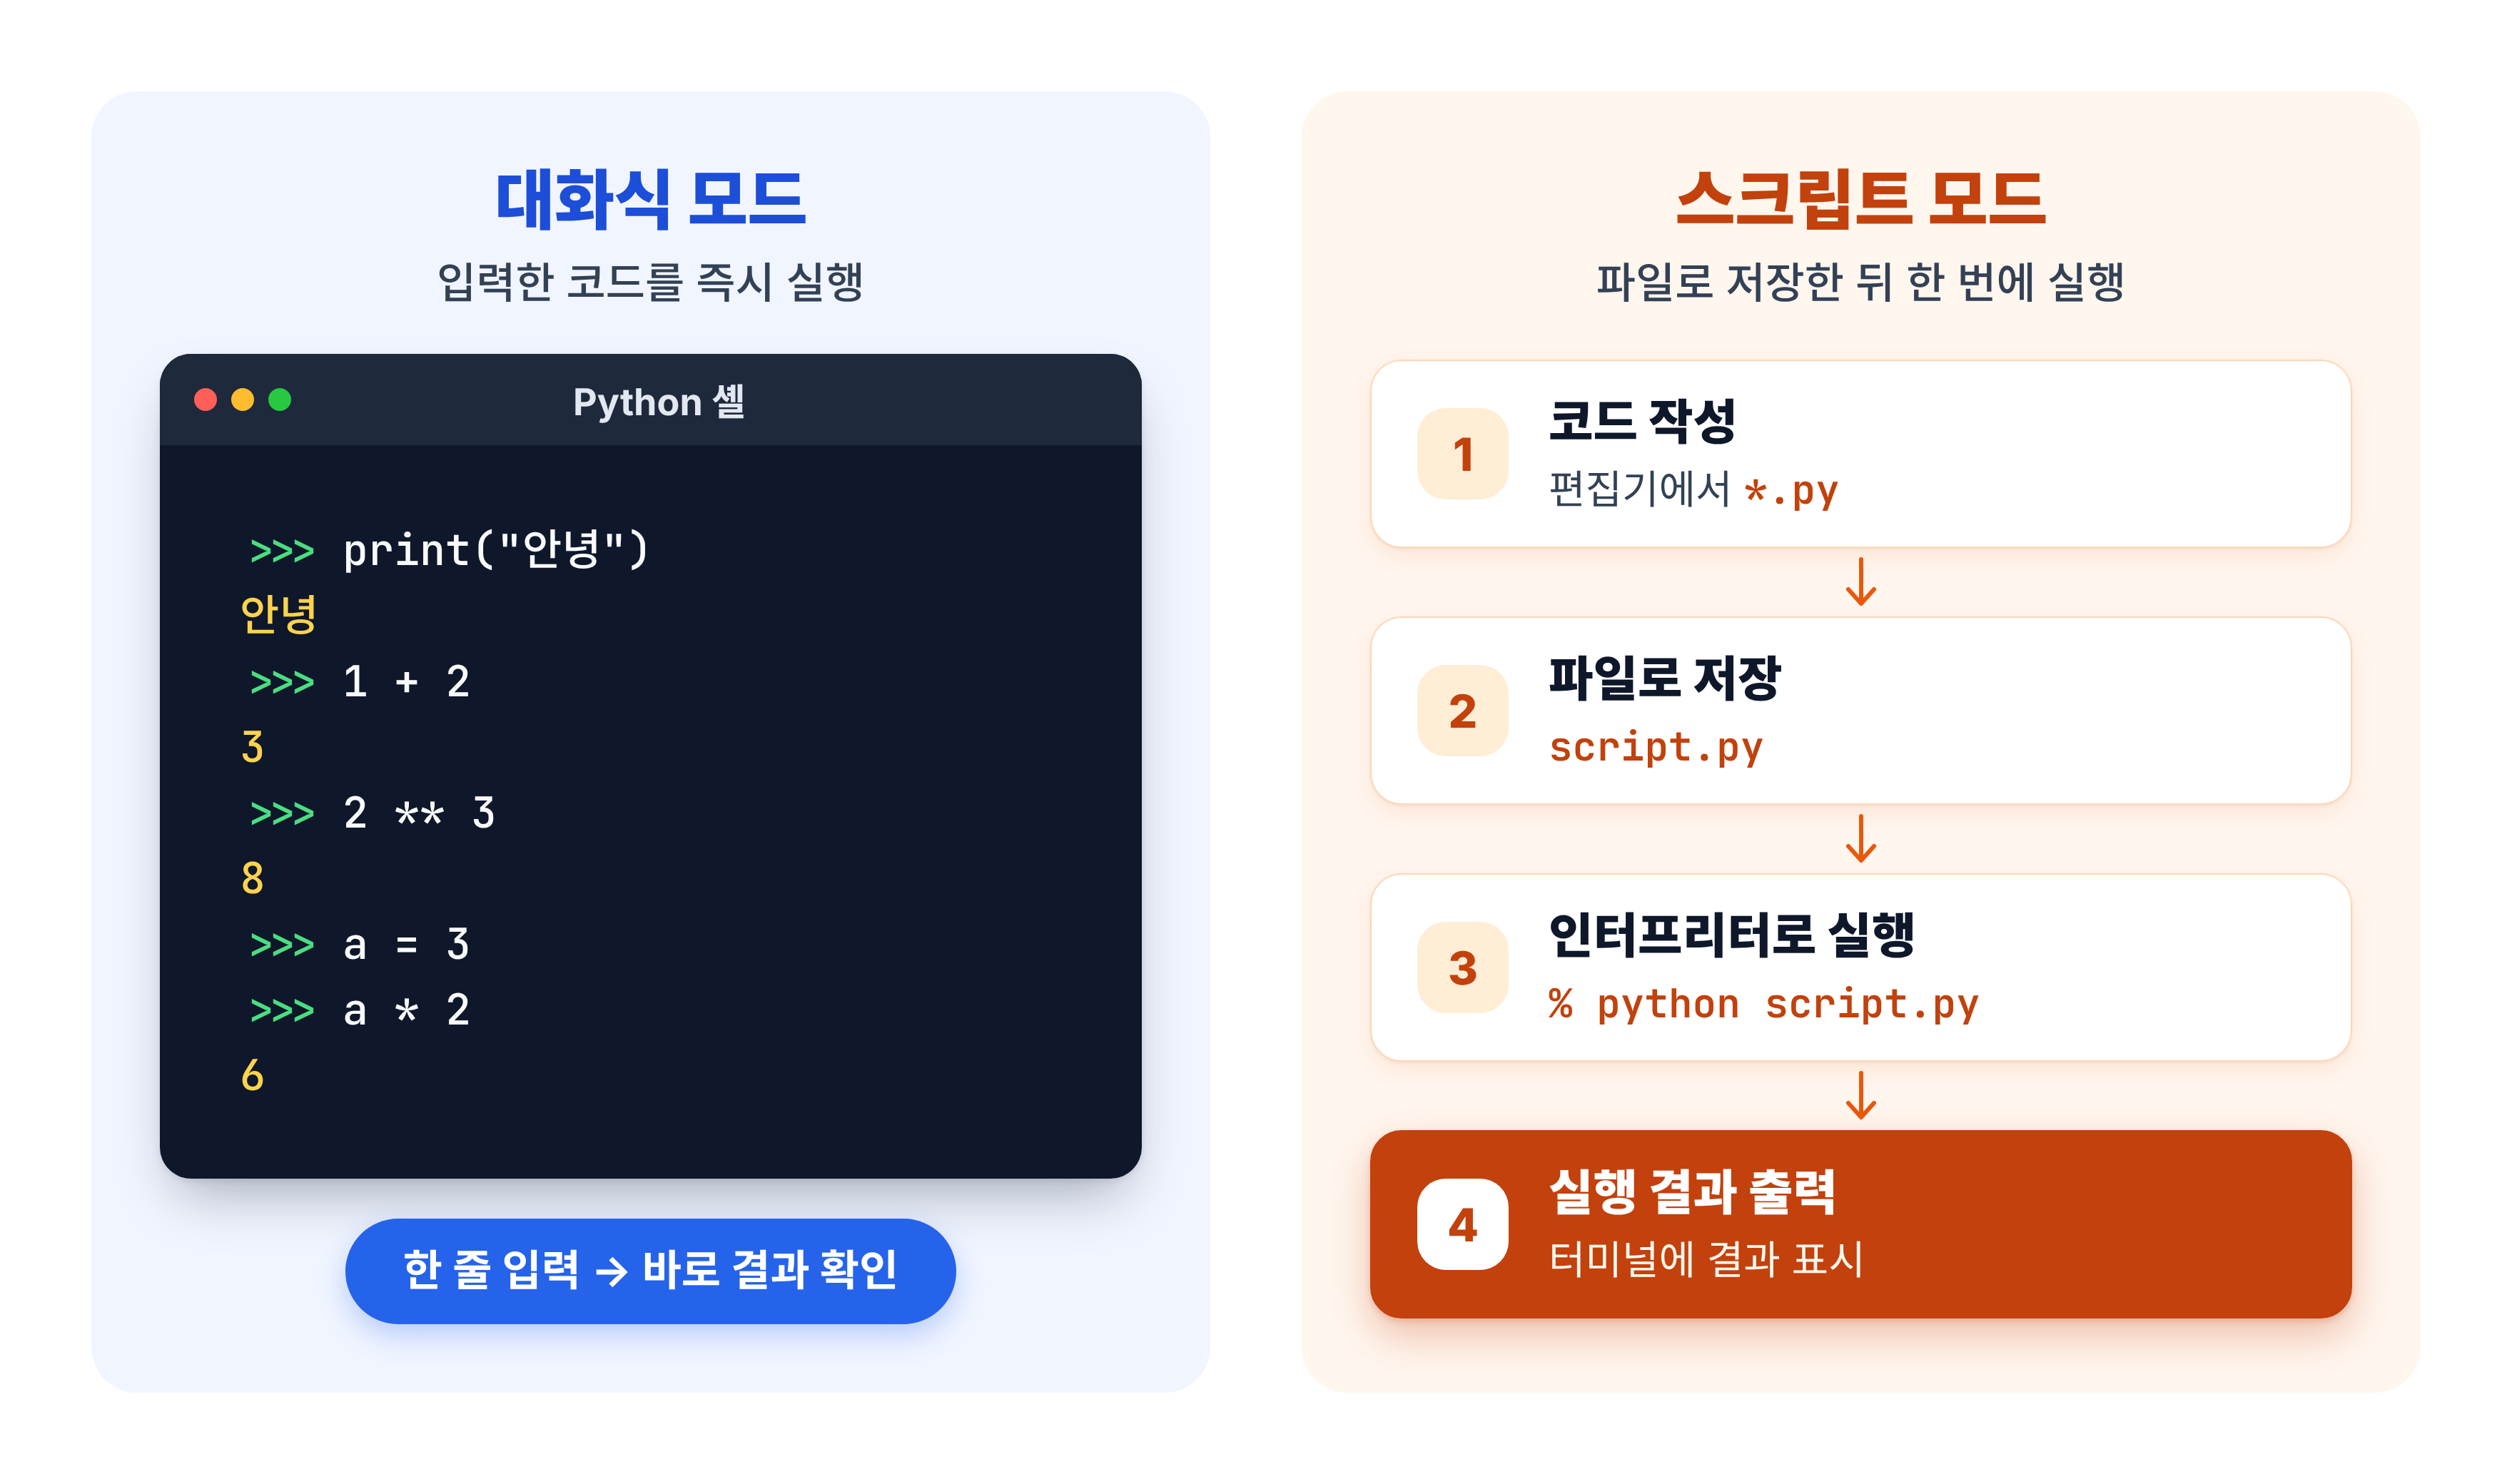 대화식 모드
입력한 코드를 즉시 실행
Python 셸
>>> print("안녕")
안녕
>>> 1 + 2
3
>>> 2 ** 3
8
>>> a = 3
>>> a * 2
6
한 줄 입력 → 바로 결과 확인
스크립트 모드
파일로 저장한 뒤 한 번에 실행
1
코드 작성
편집기에서 *.py
2
파일로 저장
script.py
3
인터프리터로 실행
% python script.py
4
실행 결과 출력
터미널에 결과 표시